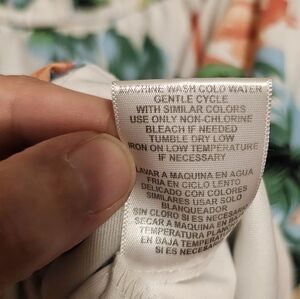 MACHINE WASH COLD WATER
GENTLE CYCLE
WITH SIMILAR COLORS
USE ONLY NON-CHLORINE
BLEACH IF NEEDED
TUMBLE DRY LOW
IRON ON LOW TEMPERATURE
IF NECESSARY
LAVAR A MAQUINA EN AGUA
FRIA EN CICLO LENTO
DELICADO CON COLORES
SIMILARES USAR SOLO
BLANQUEADOR
SIN CLORO SI ES NECESARIO
SECAR A MAQUINA EN
TEMPERATURA
EN BAJA TEMPERATURA
SI ES NECESARIO